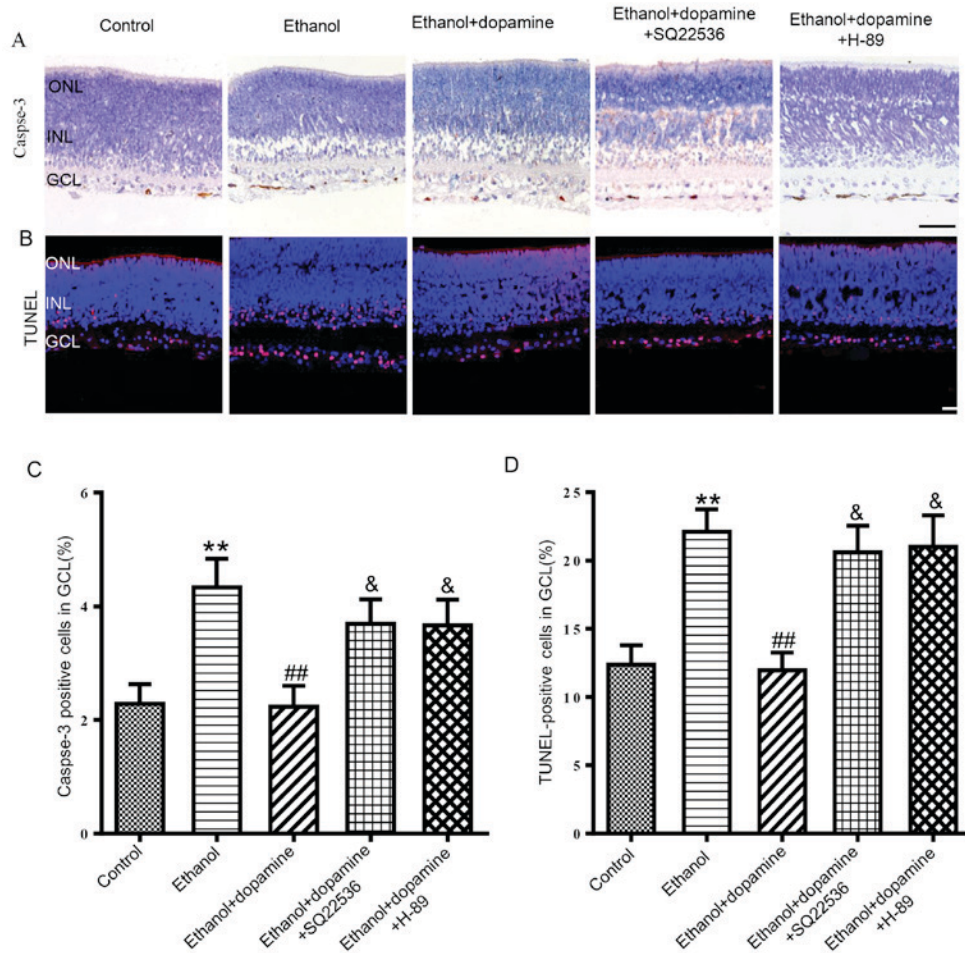 Control
Ethanol
Ethanol+dopamine
Ethanol+dopamine
+SQ22536
Ethanol+dopamine
+H-89
A
Caspse-3
ONL
INL
GCL
B
TUNEL
ONL
INL
GCL
C
Caspse-3 positive cells in GCL(%)
6
4
2
0
**
##
&
&
Control
Ethanol
Ethanol+dopamine
Ethanol+dopamine
+SQ22536
Ethanol+dopamine
+H-89
D
TUNEL-positive cells in GCL(%)
25
20
15
10
5
0
**
##
&
&
Control
Ethanol
Ethanol+dopamine
Ethanol+dopamine
+SQ22536
Ethanol+dopamine
+H-89